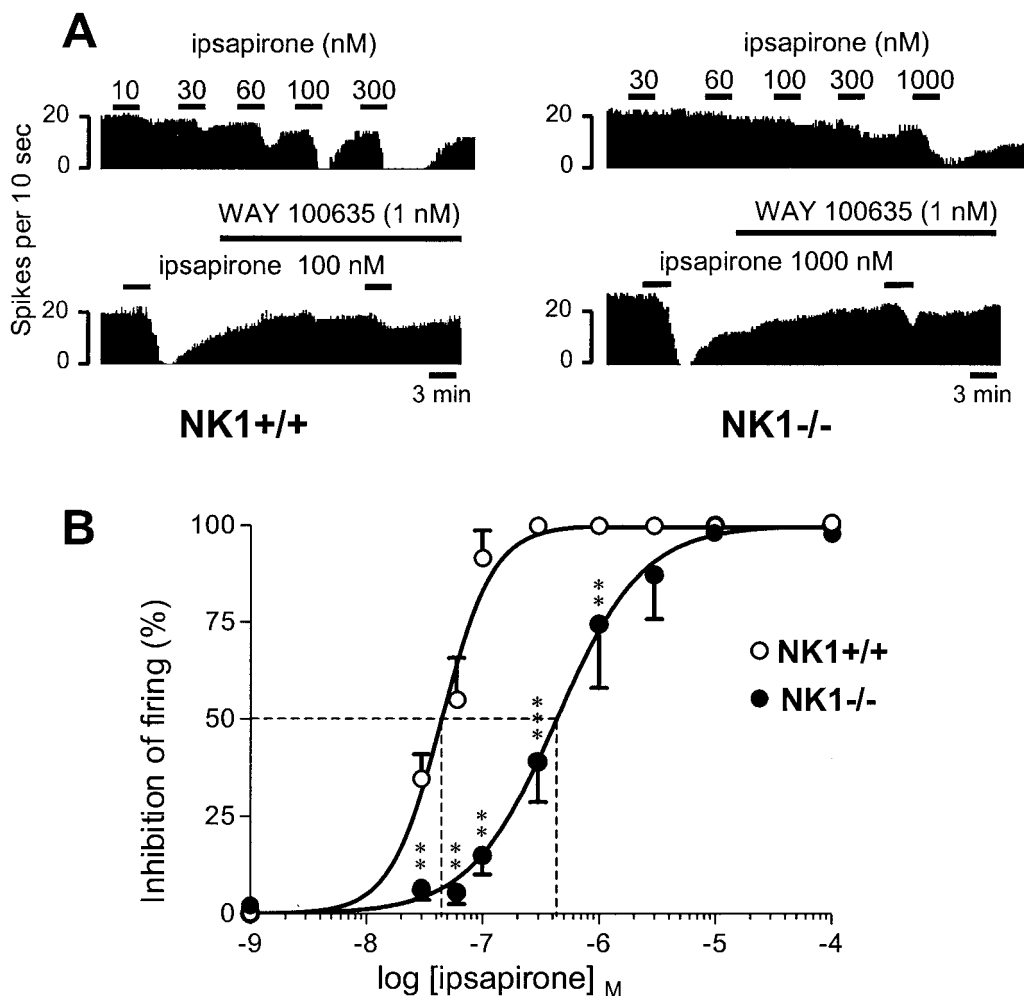 A
ipsapirone (nM)
10 30 60 100 300
20
0
ipsapirone (nM)
30 60 100 300 1000
20
0
Spikes per 10 sec
WAY 100635 (1 nM)
ipsapirone 100 nM
20
0
3 min
NK1+/+
WAY 100635 (1 nM)
ipsapirone 1000 nM
20
0
3 min
NK1-/-
B
Inhibition of firing (%)
100
75
50
25
0
**
**
**
***
**
NK1+/+
NK1-/-
-9 -8 -7 -6 -5 -4
log [ipsapirone] M